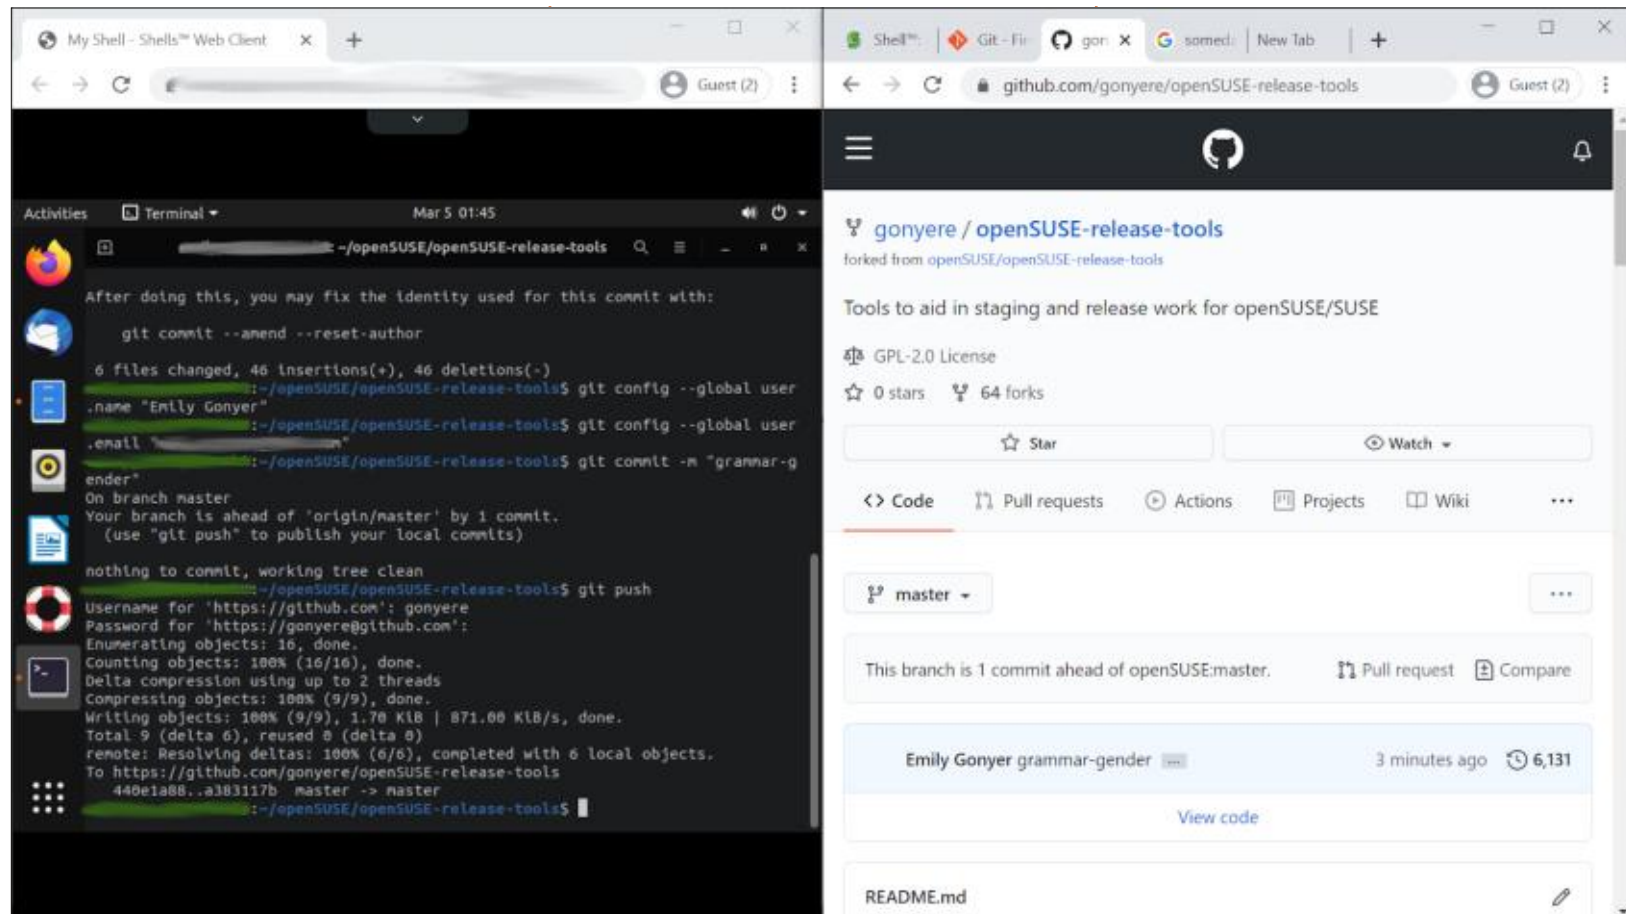 My Shell - Shells™ Web Client
Guest (2)
Activities
Terminal
Mar 5 01:45
: ~/openSUSE/openSUSE-release-tools
After doing this, you may fix the identity used for this commit with:
git commit --amend --reset-author
6 files changed, 46 insertions(+), 46 deletions(-)
:~/openSUSE/openSUSE-release-tools$ git config --global user
.name "Emily Gonyer"
:~/openSUSE/openSUSE-release-tools$ git config --global user
.email "m"
:~/openSUSE/openSUSE-release-tools$ git commit -m "grammar-g
ender"
On branch master
Your branch is ahead of 'origin/master' by 1 commit.
(use "git push" to publish your local commits)
nothing to commit, working tree clean
:~/openSUSE/openSUSE-release-tools$ git push
Username for 'https://github.com': gonyere
Password for 'https://gonyere@github.com':
Enumerating objects: 16, done.
Counting objects: 100% (16/16), done.
Delta compression using up to 2 threads
Compressing objects: 100% (9/9), done.
Writing objects: 100% (9/9), 1.70 KiB | 871.00 KiB/s, done.
Total 9 (delta 6), reused 0 (delta 0)
remote: Resolving deltas: 100% (6/6), completed with 6 local objects.
To https://github.com/gonyere/openSUSE-release-tools
440e1a88..a383117b master -> master
:~/openSUSE/openSUSE-release-tools$
Shell™: Git - Fir gon somed: New Tab
github.com/gonyere/openSUSE-release-tools
Guest (2)
gonyere / openSUSE-release-tools
forked from openSUSE/openSUSE-release-tools
Tools to aid in staging and release work for openSUSE/SUSE
GPL-2.0 License
0 stars 64 forks
Star
Watch
<> Code Pull requests Actions Projects Wiki ...
master
...
This branch is 1 commit ahead of openSUSE:master. Pull request Compare
Emily Gonyer grammar-gender ... 3 minutes ago 6,131
View code
README.md